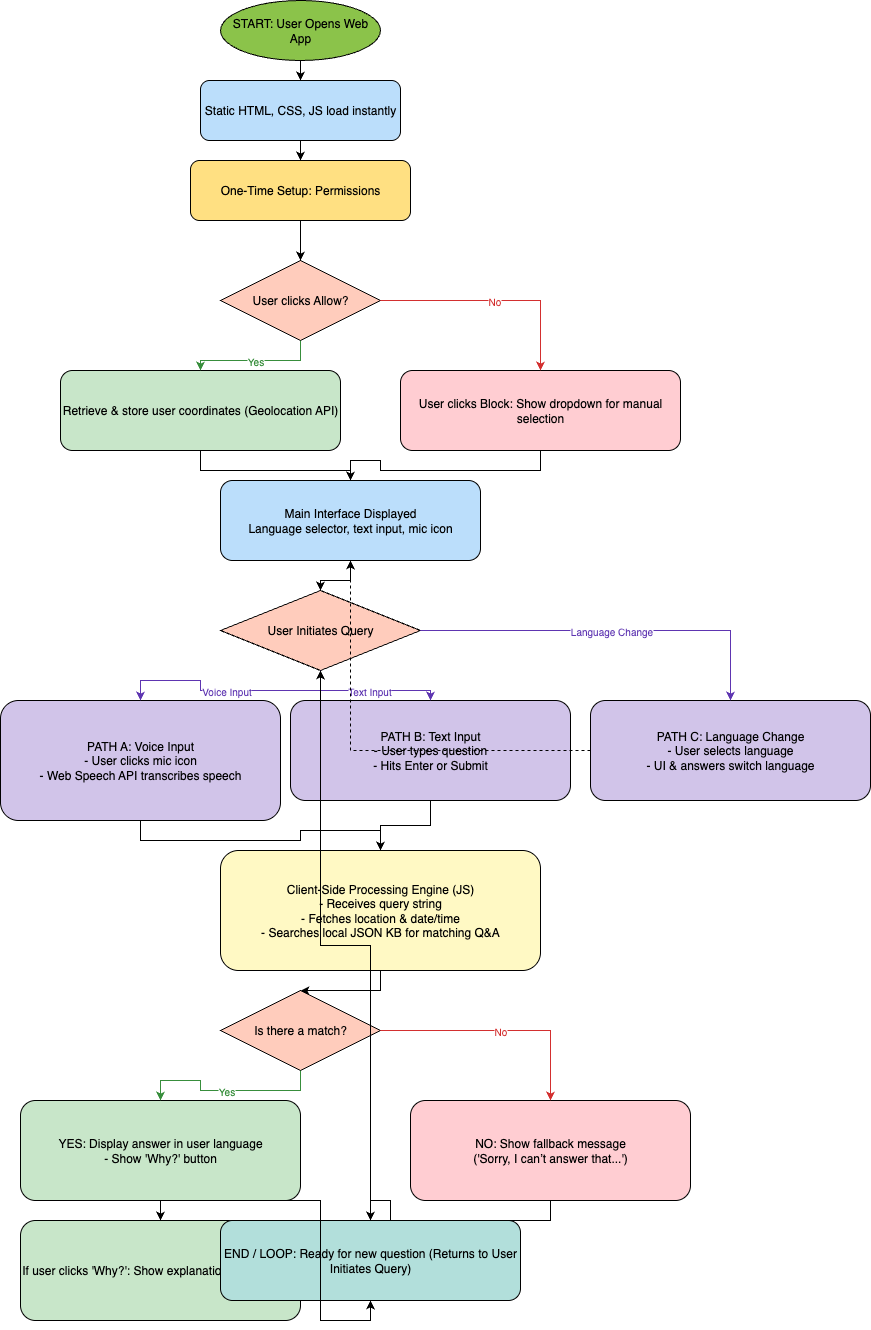 START: User Opens Web
App
Static HTML, CSS, JS load instantly
One-Time Setup: Permissions
User clicks Allow?
No
Yes
Retrieve & store user coordinates (Geolocation API)
User clicks Block: Show dropdown for manual
selection
Main Interface Displayed
Language selector, text input, mic icon
User Initiates Query
Language Change
Voice Input
Text Input
PATH A: Voice Input
- User clicks mic icon
- Web Speech API transcribes speech
PATH B: Text Input
- User types question
- Hits Enter or Submit
PATH C: Language Change
- User selects language
- UI & answers switch language
Client-Side Processing Engine (JS)
- Receives query string
- Fetches location & date/time
- Searches local JSON KB for matching Q&A
Is there a match?
No
Yes
YES: Display answer in user language
- Show 'Why?' button
NO: Show fallback message
('Sorry, I can't answer that...')
If user clicks 'Why?': Show
END / LOOP: Ready for new question (Returns to User
Initiates Query)